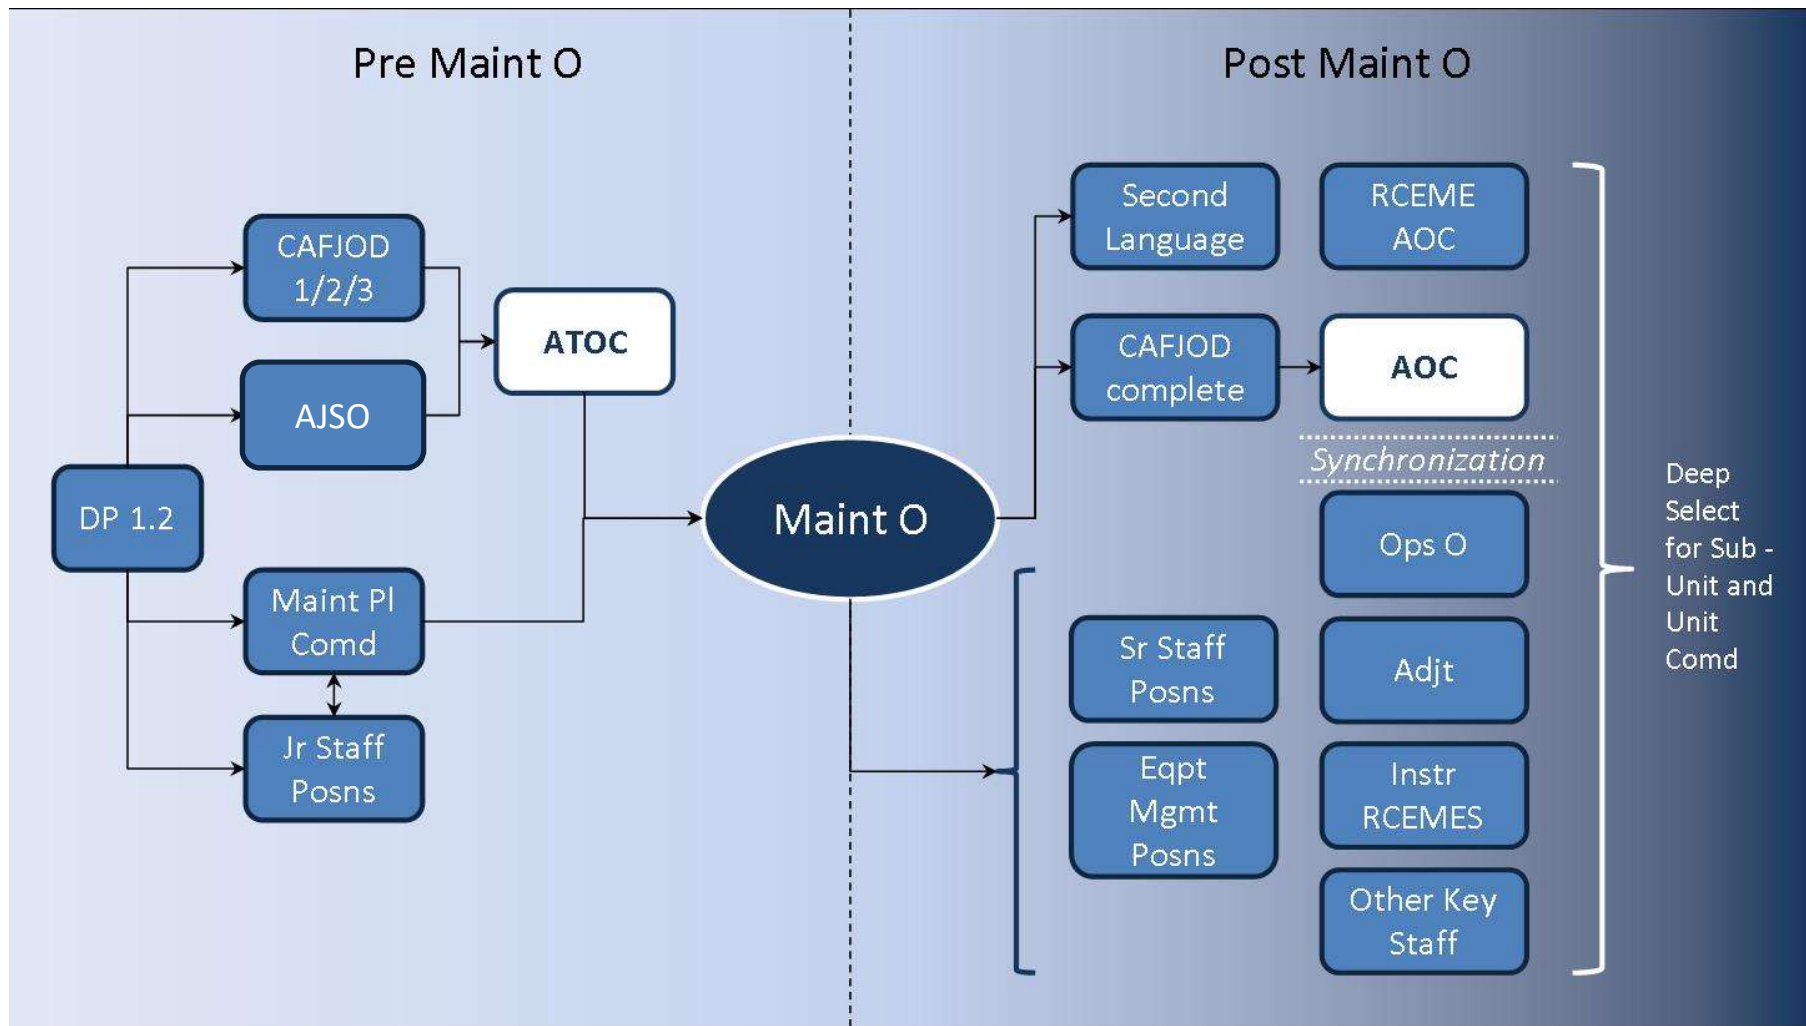 Pre Maint O
Post Maint O
CAFJOD
1/2/3
AJSO
ATOC
DP 1.2
Maint Pl
Comd
Jr Staff
Posns
Maint O
Second
Language
RCEME
AOC
CAFJOD
complete
AOC
Synchronization
Ops O
Sr Staff
Posns
Adjt
Eqpt
Mgmt
Posns
Instr
RCEMES
Other Key
Staff
Deep
Select
for Sub -
Unit and
Unit
Comd